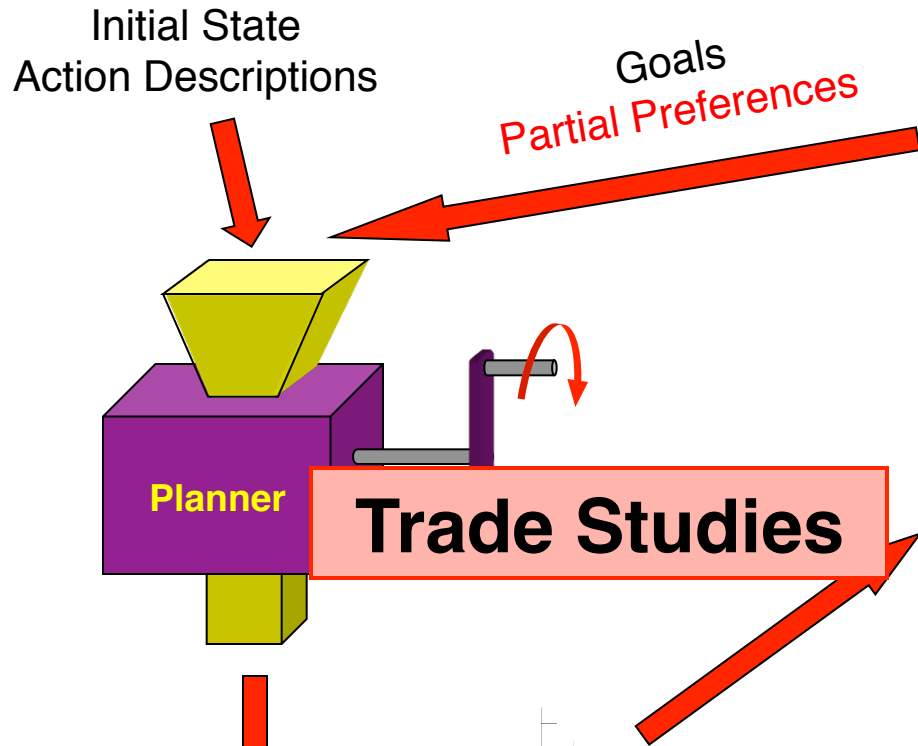 Initial State
Action Descriptions
Goals
Partial Preferences
Planner
Trade Studies